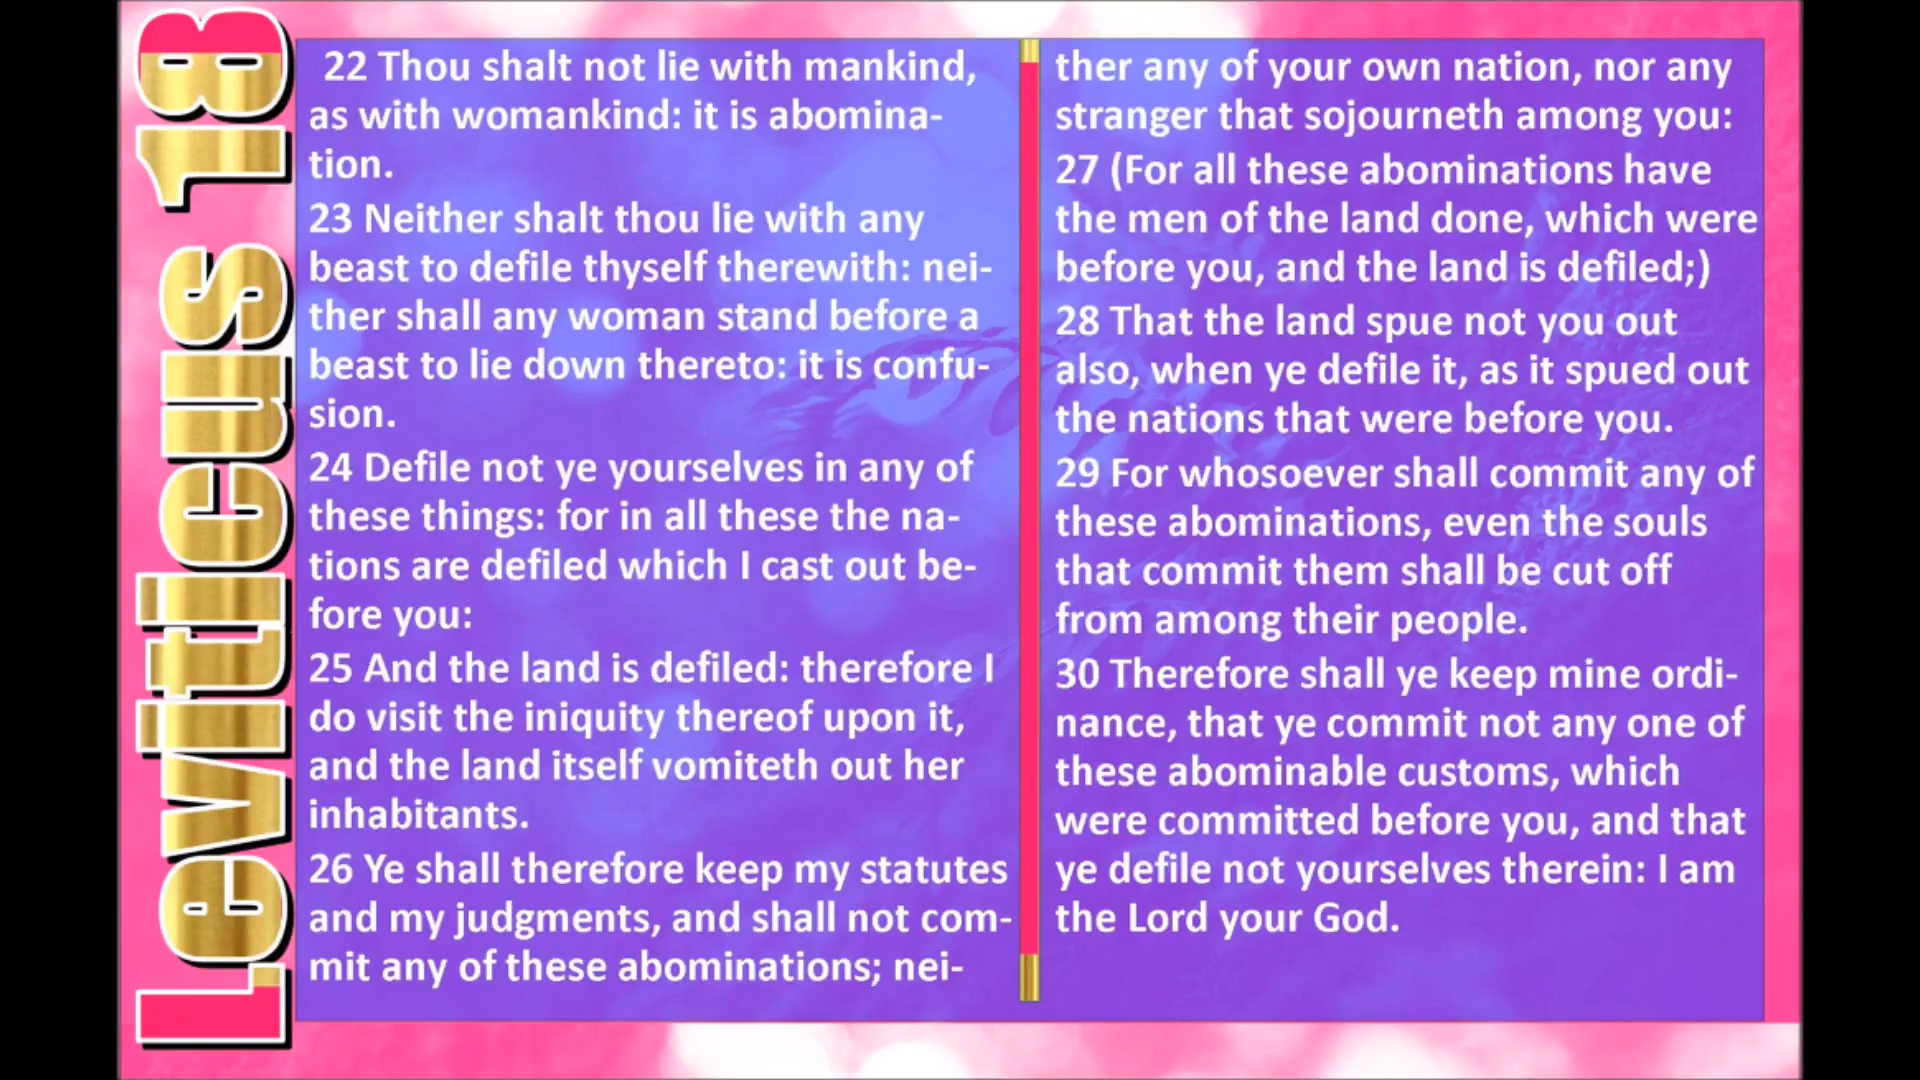 Leviticus 18
22 Thou shalt not lie with mankind,
as with womankind: it is abomina-
tion.
23 Neither shalt thou lie with any
beast to defile thyself therewith: nei-
ther shall any woman stand before a
beast to lie down thereto: it is confu-
sion.
24 Defile not ye yourselves in any of
these things: for in all these the na-
tions are defiled which I cast out be-
fore you:
25 And the land is defiled: therefore I
do visit the iniquity thereof upon it,
and the land itself vomiteth out her
inhabitants.
26 Ye shall therefore keep my statutes
and my judgments, and shall not com-
mit any of these abominations; nei-
ther any of your own nation, nor any
stranger that sojourneth among you:
27 (For all these abominations have
the men of the land done, which were
before you, and the land is defiled;)
28 That the land spue not you out
also, when ye defile it, as it spued out
the nations that were before you.
29 For whosoever shall commit any of
these abominations, even the souls
that commit them shall be cut off
from among their people.
30 Therefore shall ye keep mine ordi-
nance, that ye commit not any one of
these abominable customs, which
were committed before you, and that
ye defile not yourselves therein: I am
the Lord your God.